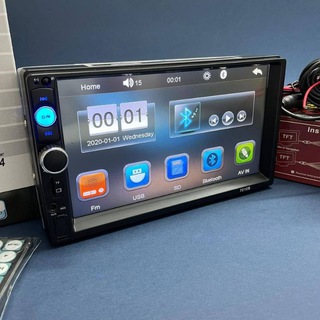 Home
15
00:01
00 01
2020-01-01 Wednesday
Fm
USB
SD
Bluetooth
AV IN
Ins
TFT
TFT
4